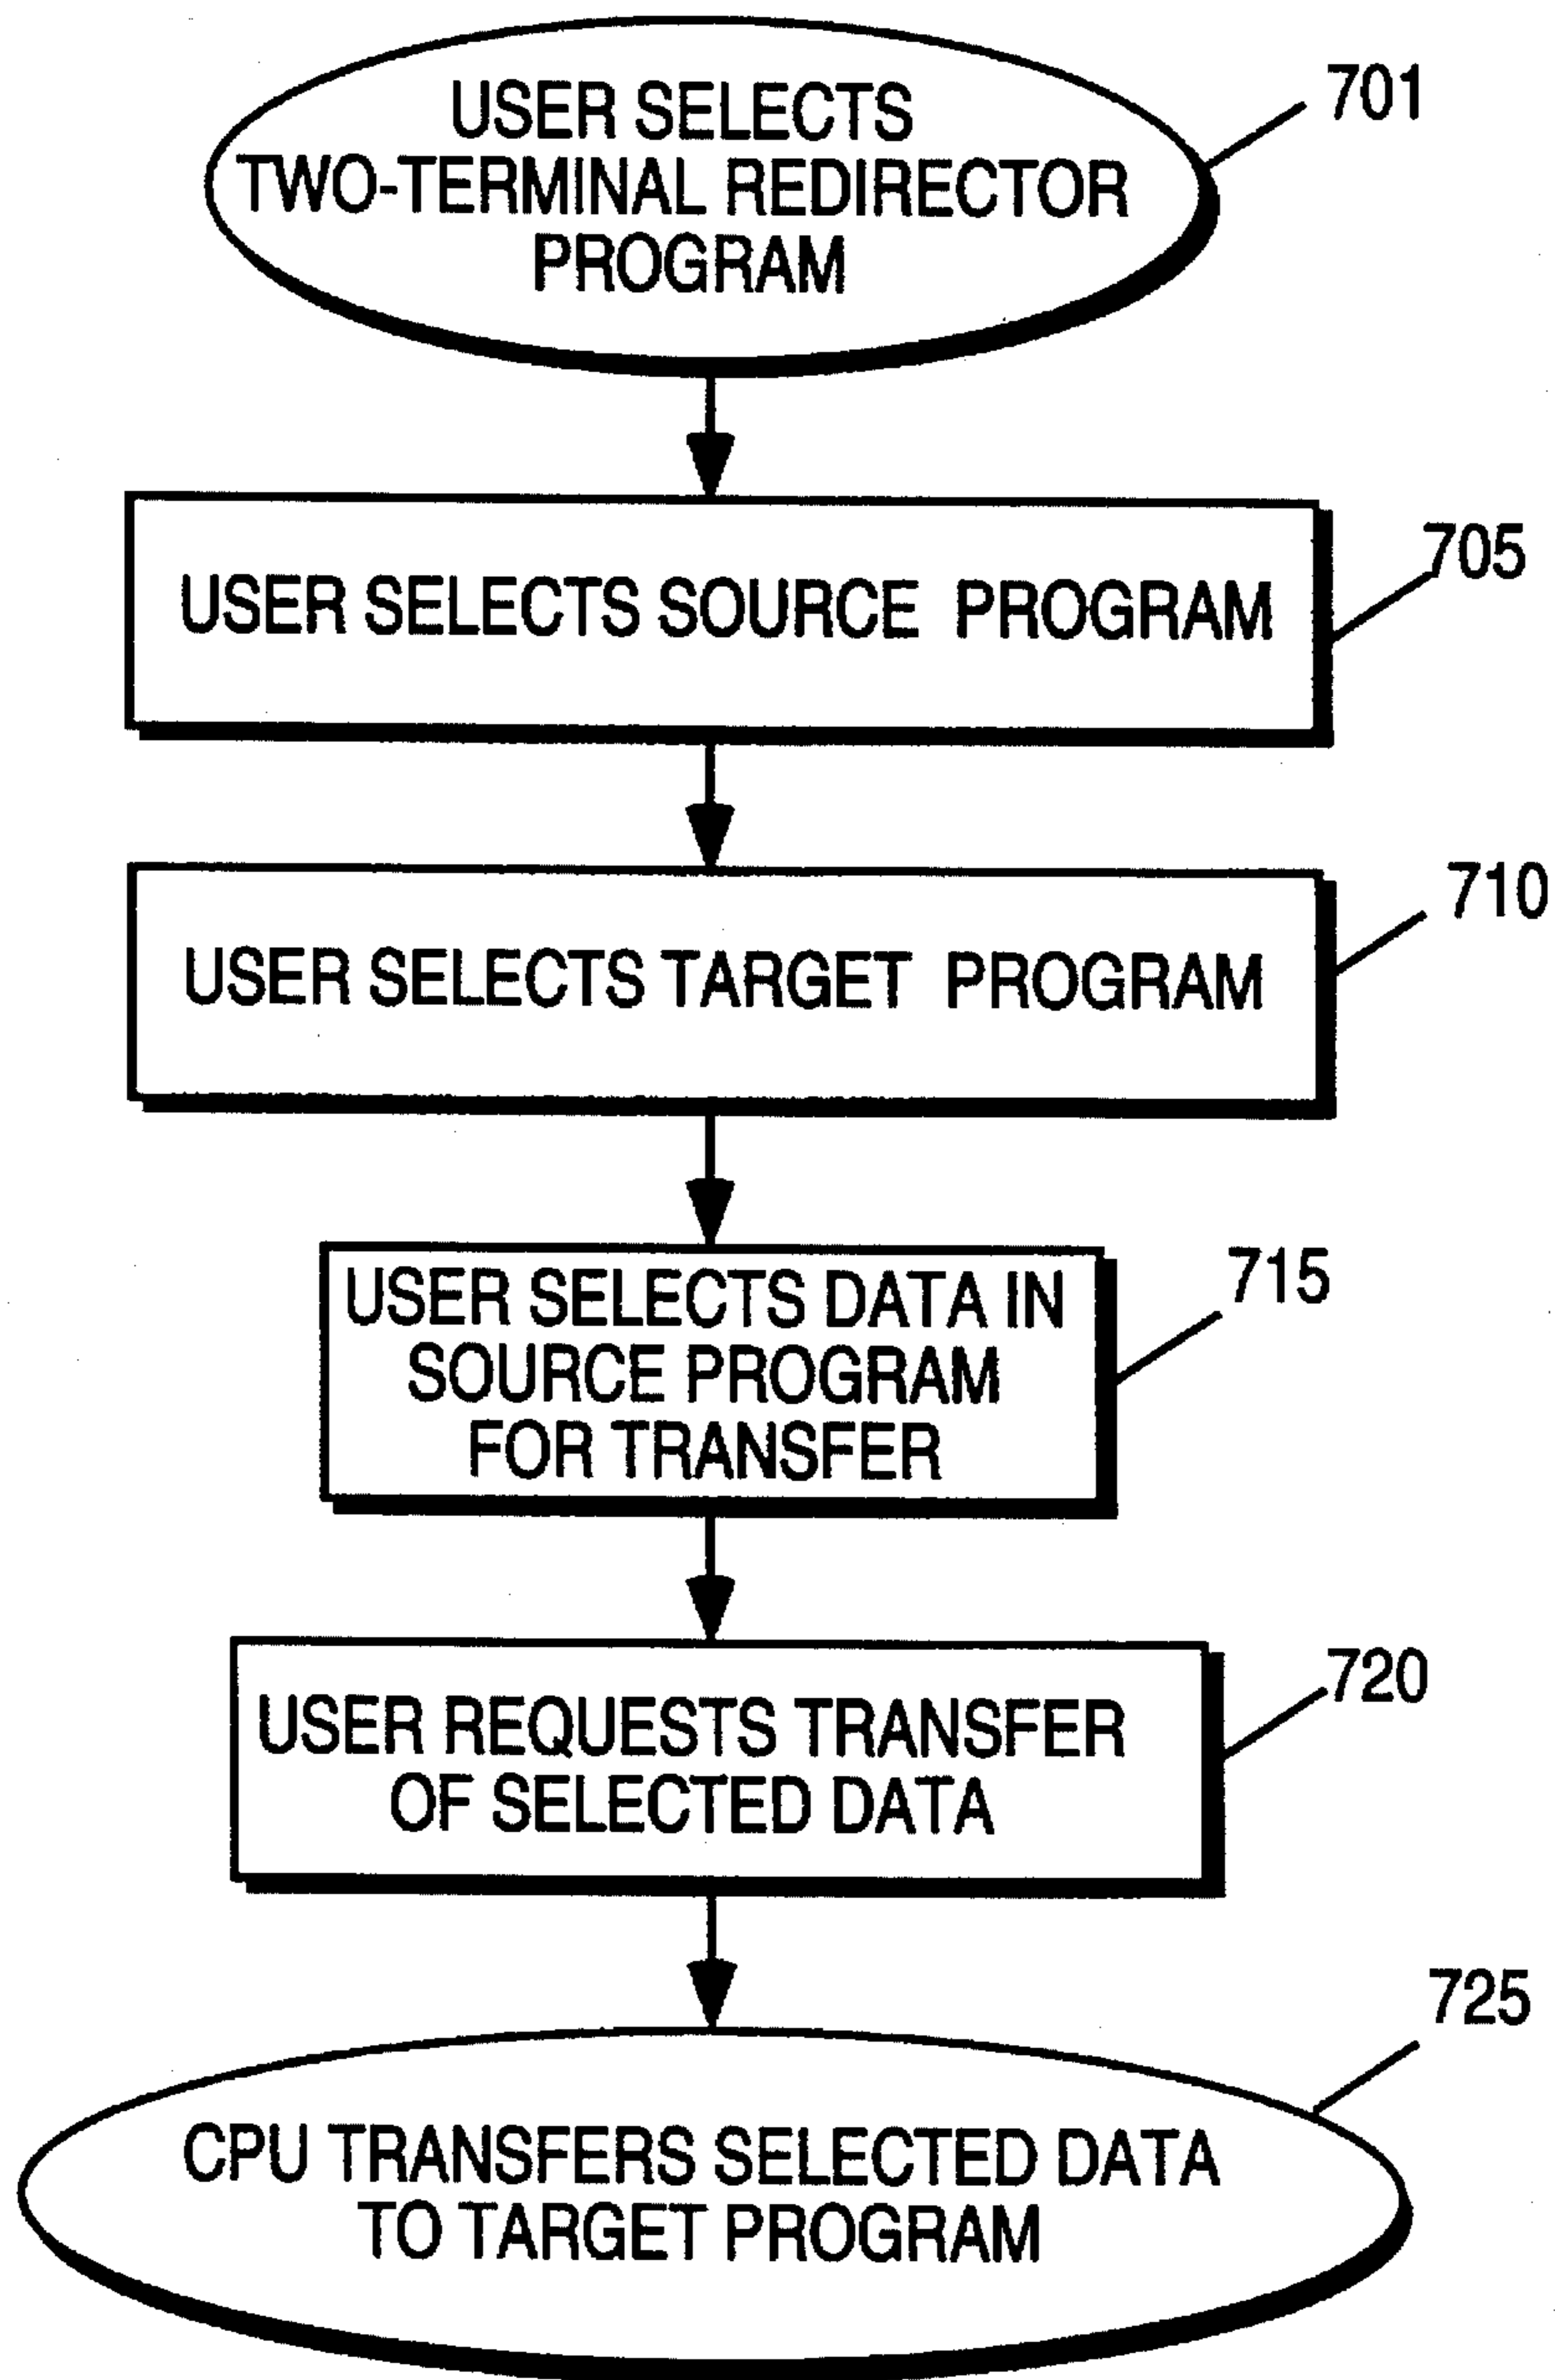 USER SELECTS
TWO-TERMINAL REDIRECTOR
PROGRAM
701
USER SELECTS SOURCE PROGRAM
705
USER SELECTS TARGET PROGRAM
710
USER SELECTS DATA IN
SOURCE PROGRAM
FOR TRANSFER
715
USER REQUESTS TRANSFER
OF SELECTED DATA
720
CPU TRANSFERS SELECTED DATA
TO TARGET PROGRAM
725